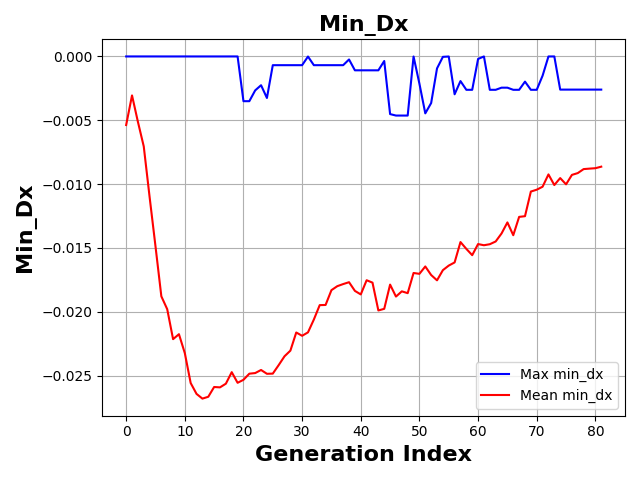 Min_Dx
Min_Dx
0.000
−0.005
−0.010
−0.015
−0.020
−0.025
0 10 20 30 40 50 60 70 80
Generation Index
Max min_dx
Mean min_dx